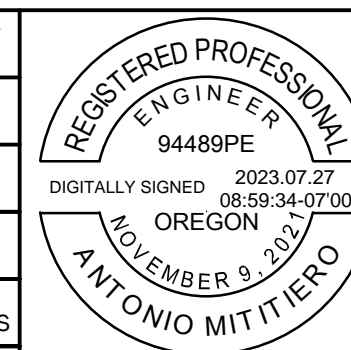 REGISTERED PROFESSIONAL
ENGINEER
94489PE
DIGITALLY SIGNED
2023.07.27
08:59:34-07'00
OREGON
NOVEMBER 9, 2021
ANTONIO MITITIERO
S